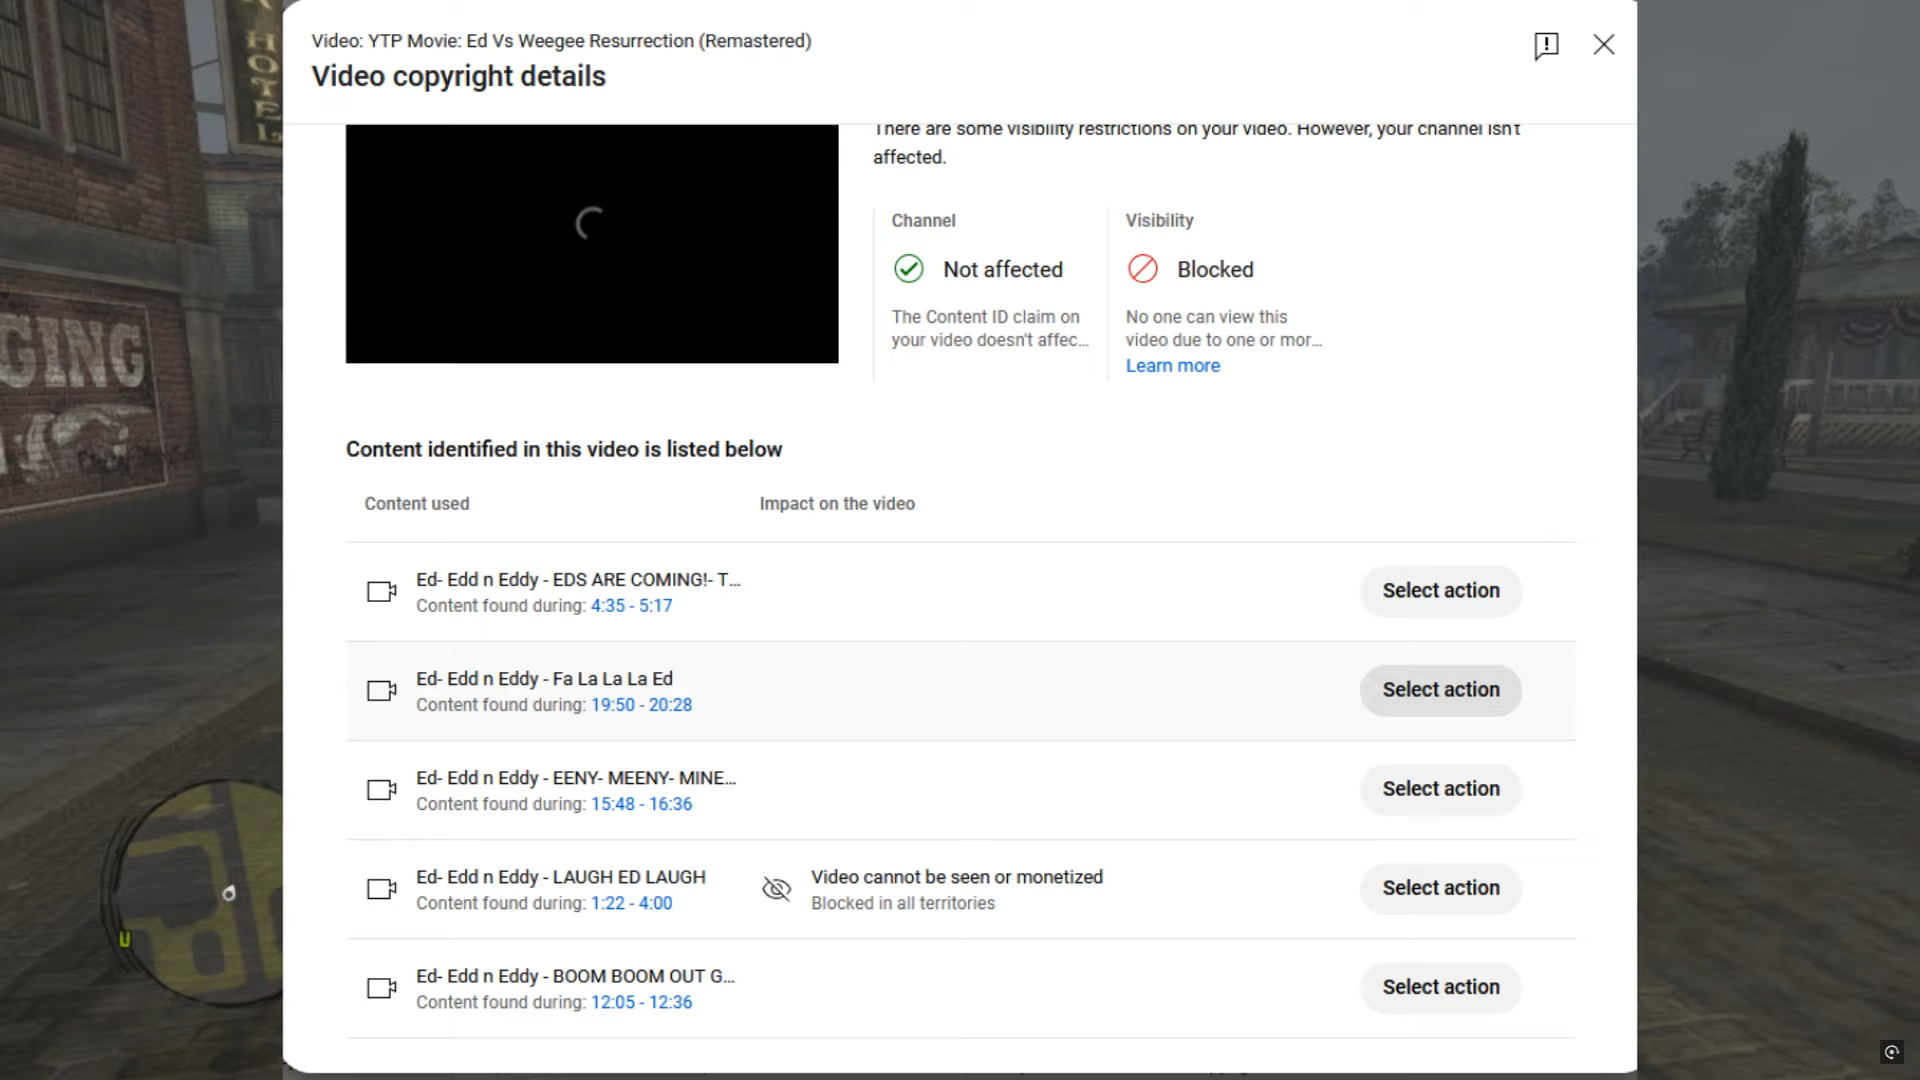 Video: YTP Movie: Ed Vs Weegee Resurrection (Remastered)
Video copyright details
There are some visibility restrictions on your video. However, your channel isn't
affected.
Channel
Visibility
Not affected
Blocked
The Content ID claim on
your video doesn't affec...
No one can view this
video due to one or mor...
Learn more
Content identified in this video is listed below
Content used
Impact on the video
Ed- Edd n Eddy - EDS ARE COMING!- T...
Content found during: 4:35 - 5:17
Select action
Ed- Edd n Eddy - Fa La La La Ed
Content found during: 19:50 - 20:28
Select action
Ed- Edd n Eddy - EENY- MEENY- MINE...
Content found during: 15:48 - 16:36
Select action
Ed- Edd n Eddy - LAUGH ED LAUGH
Content found during: 1:22 - 4:00
Video cannot be seen or monetized
Blocked in all territories
Select action
Ed- Edd n Eddy - BOOM BOOM OUT G...
Content found during: 12:05 - 12:36
Select action
HOTEL
GING
U